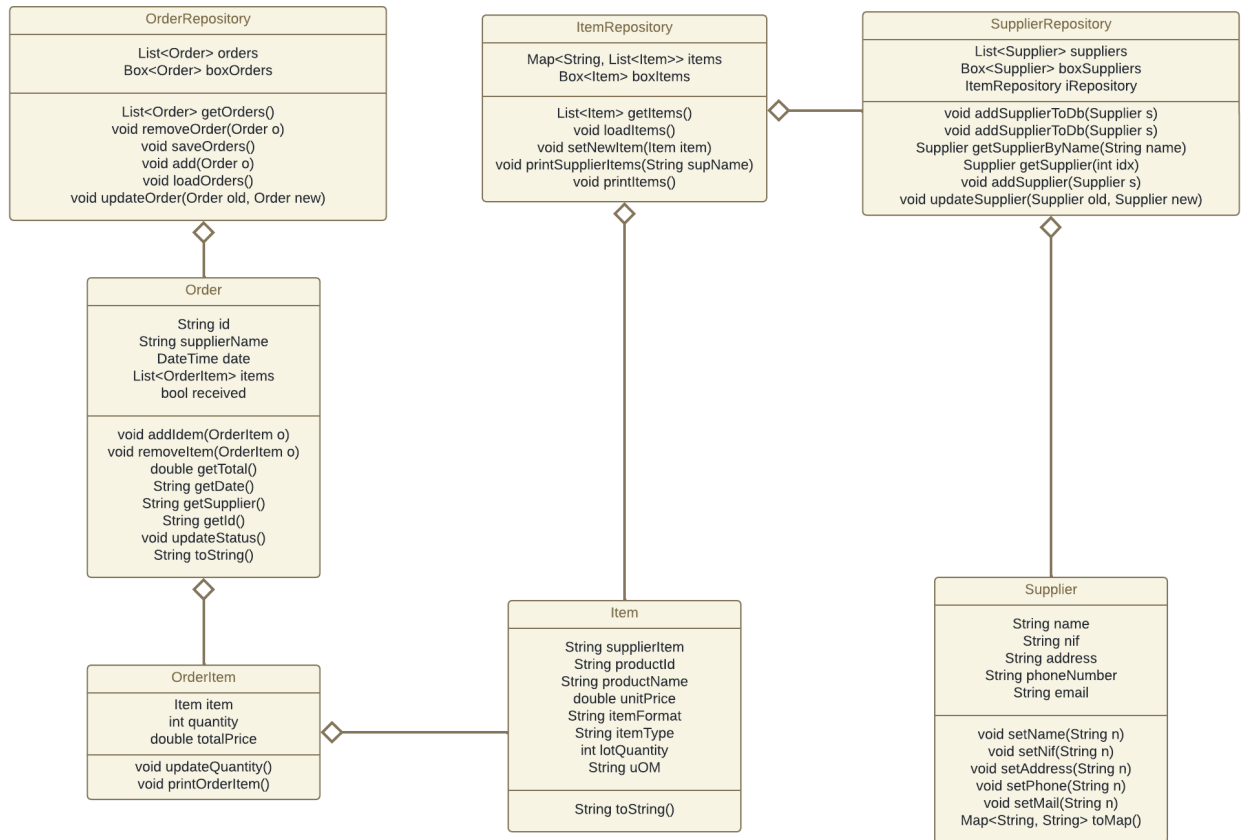 OrderRepository
List<Order> orders
Box<Order> boxOrders
List<Order> getOrders()
void removeOrder(Order o)
void saveOrders()
void add(Order o)
void loadOrders()
void updateOrder(Order old, Order new)
ItemRepository
Map<String, List<Item>> items
Box<Item> boxItems
List<Item> getItems()
void loadItems()
void setNewItem(Item item)
void printSupplierItems(String supName)
void printItems()
SupplierRepository
List<Supplier> suppliers
Box<Supplier> boxSuppliers
ItemRepository iRepository
void addSupplierToDb(Supplier s)
void addSupplierToDb(Supplier s)
Supplier getSupplierByName(String name)
Supplier getSupplier(int idx)
void addSupplier(Supplier s)
void updateSupplier(Supplier old, Supplier new)
Order
String id
String supplierName
DateTime date
List<OrderItem> items
bool received
void addIdem(OrderItem o)
void removeItem(OrderItem o)
double getTotal()
String getDate()
String getSupplier()
String getId()
void updateStatus()
String toString()
OrderItem
Item item
int quantity
double totalPrice
void updateQuantity()
void printOrderItem()
Item
String supplierItem
String productId
String productName
double unitPrice
String itemFormat
String itemType
int lotQuantity
String uOM
String toString()
Supplier
String name
String nif
String address
String phoneNumber
String email
void setName(String n)
void setNif(String n)
void setAddress(String n)
void setPhone(String n)
void setMail(String n)
Map<String, String> toMap()